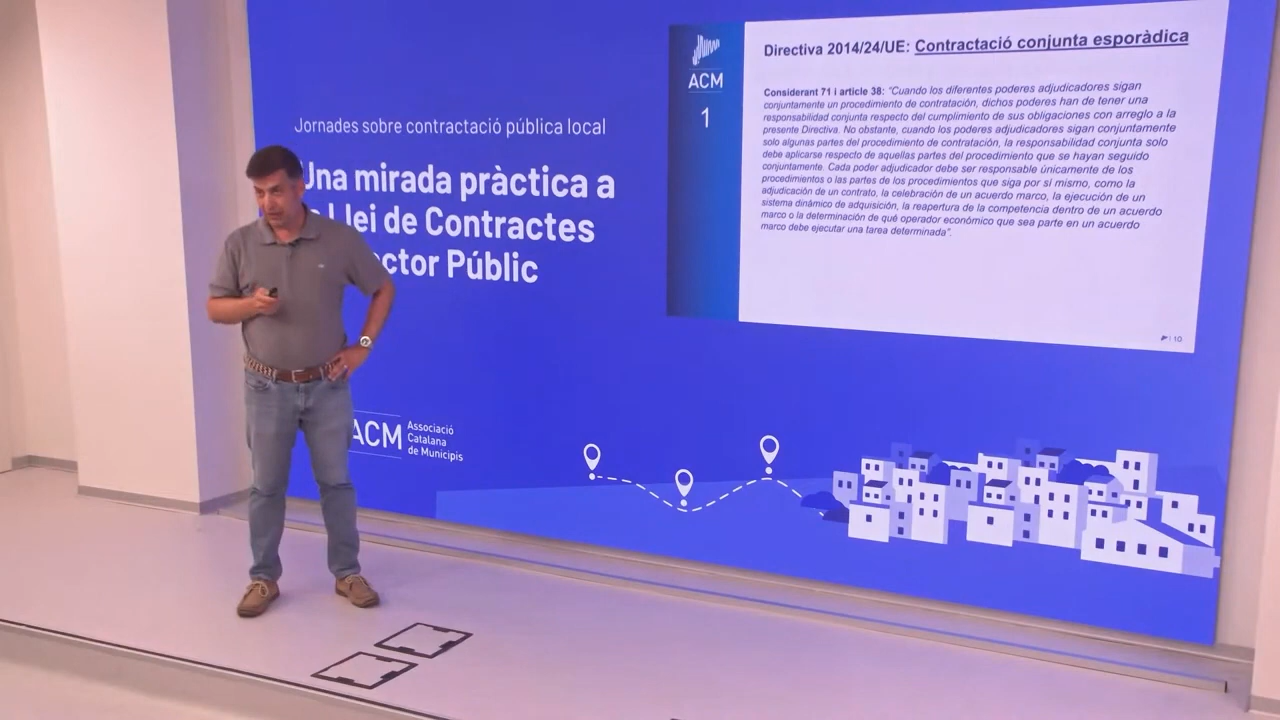 Jornades sobre contractació pública local
Una mirada pràctica a
Llei de Contractes
Sector Públic
ACM
Associació
Catalana
de Municipis
ACM
1
Directiva 2014/24/UE: Contractació conjunta esporàdica
Considerant 71 i article 38: "Cuando los diferentes poderes adjudicadores sigan
conjuntamente un procedimiento de contratación, dichos poderes han de tener una
responsabilidad conjunta respecto del cumplimiento de sus obligaciones con arreglo a la
presente Directiva. No obstante, cuando los poderes adjudicadores sigan conjuntamente
solo algunas partes del procedimiento de contratación, la responsabilidad conjunta solo
debe aplicarse respecto de aquellas partes del procedimiento que se hayan seguido
conjuntamente. Cada poder adjudicador debe ser responsable únicamente de los
procedimientos o las partes de los procedimientos que siga por sí mismo, como la
adjudicación de un contrato, la celebración de un acuerdo marco, la ejecución de un
sistema dinámico de adquisición, la reapertura de la competencia dentro de un acuerdo
marco o la determinación de qué operador económico que sea parte en un acuerdo
marco debe ejecutar una tarea determinada".
10